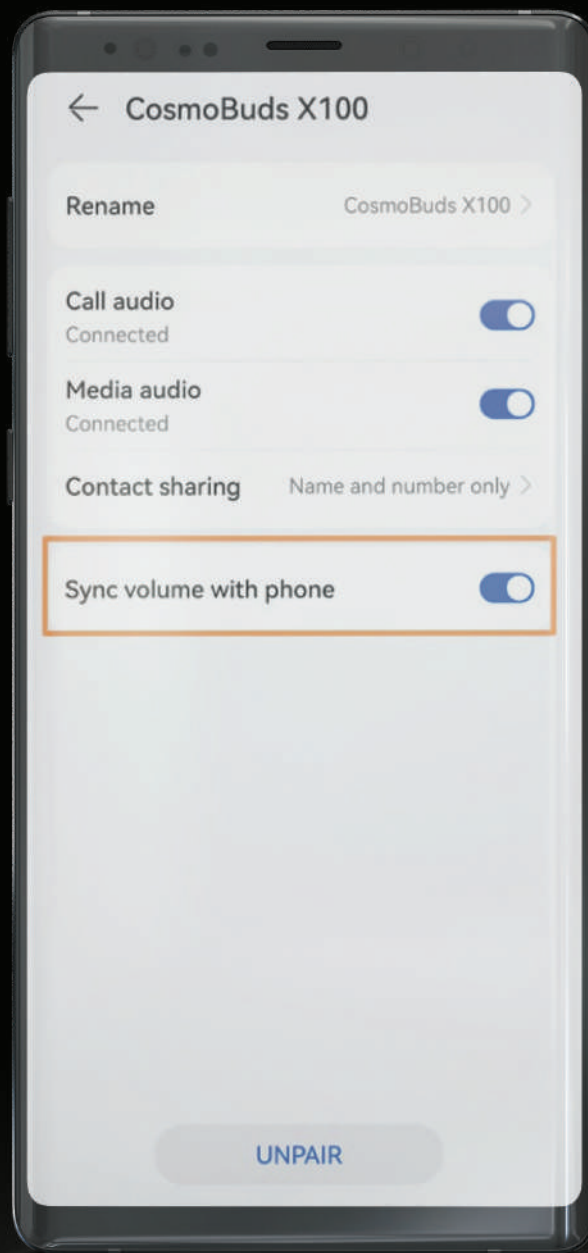 CosmoBuds X100
Rename CosmoBuds X100
Call audio
Connected
Media audio
Connected
Contact sharing Name and number only
Sync volume with phone
UNPAIR